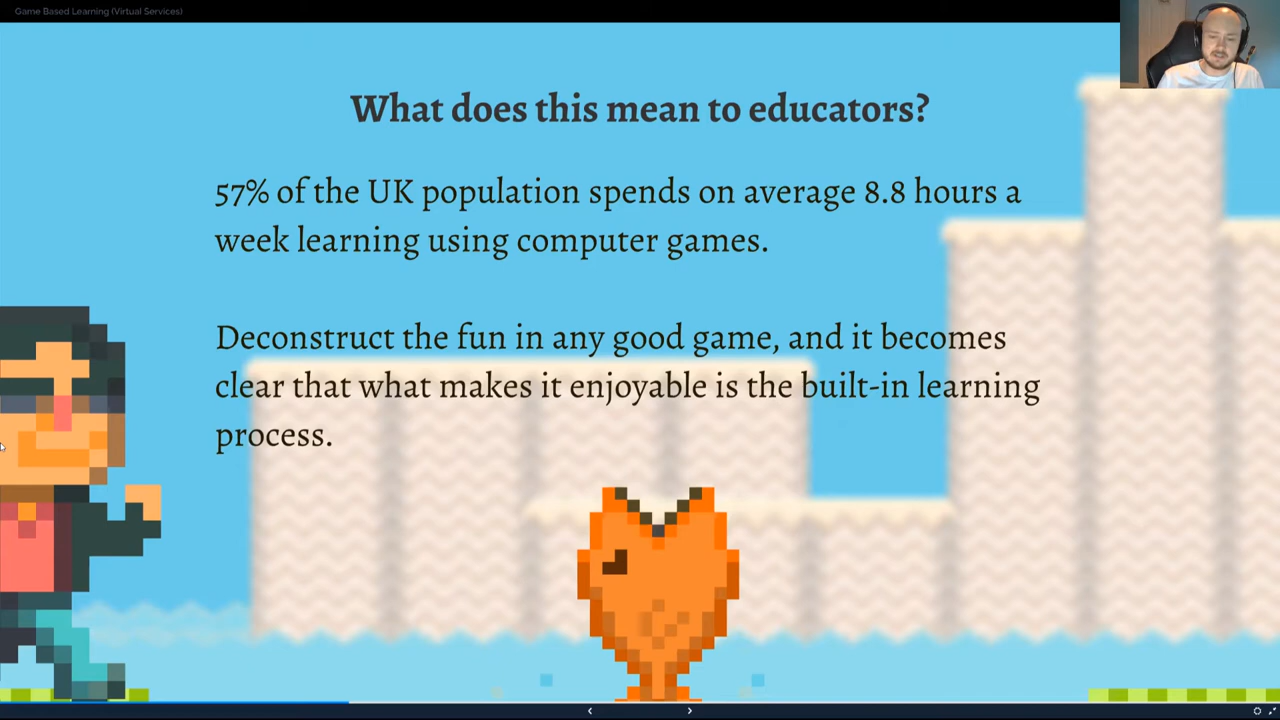 Game Based Learning (Virtual Services)
What does this mean to educators?
57% of the UK population spends on average 8.8 hours a
week learning using computer games.
Deconstruct the fun in any good game, and it becomes
clear that what makes it enjoyable is the built-in learning
process.